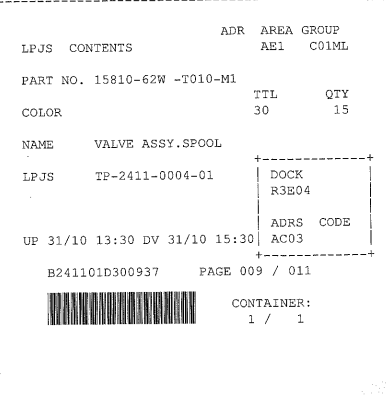 ADR AREA GROUP
LPJS CONTENTS AE1 C01ML
PART NO. 15810-62W -T010-M1
TTL QTY
COLOR 30 15
NAME VALVE ASSY.SPOOL
LPJS TP-2411-0004-01
DOCK
R3E04
ADRS CODE
UP 31/10 13:30 DV 31/10 15:30 AC03
B241101D300937 PAGE 009 / 011
CONTAINER:
1 / 1